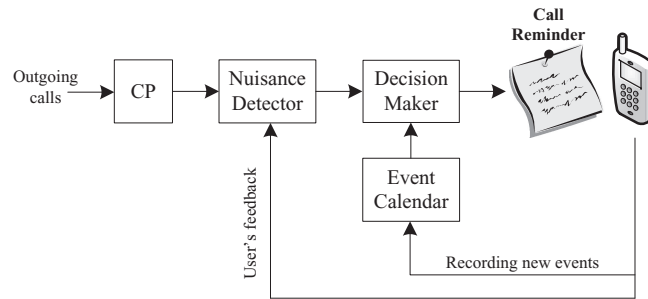 Call
Reminder
Outgoing
calls
CP
Nuisance
Detector
Decision
Maker
Event
Calendar
User's feedback
Recording new events